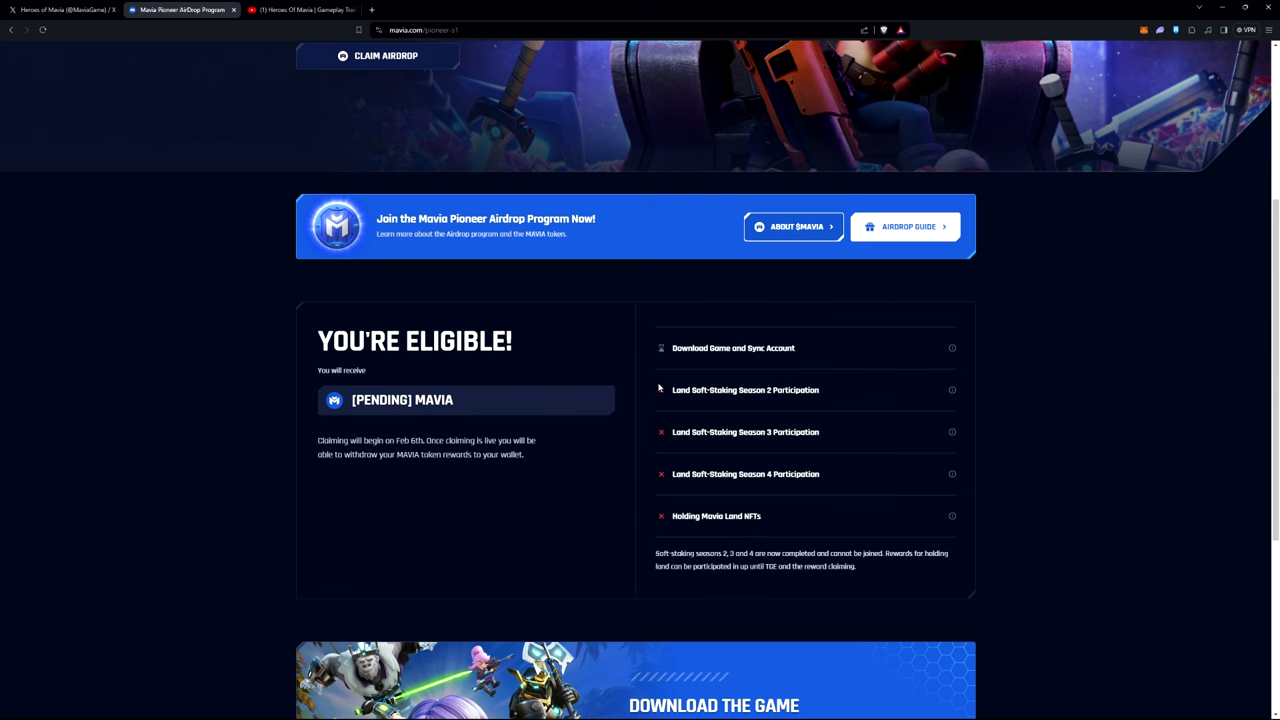 Heroes of Mavia (@MaviaGame) / X
Mavia Pioneer AirDrop Program
(1) Heroes Of Mavia | Gameplay Trai
mavia.com/pioneer-s1
VPN
CLAIM AIRDROP
Join the Mavia Pioneer Airdrop Program Now!
Learn more about the Airdrop program and the MAVIA token.
ABOUT $MAVIA
AIRDROP GUIDE
YOU'RE ELIGIBLE!
You will receive
[PENDING] MAVIA
Claiming will begin on Feb 6th. Once claiming is live you will be
able to withdraw your MAVIA token rewards to your wallet.
Download Game and Sync Account
Land Soft-Staking Season 2 Participation
Land Soft-Staking Season 3 Participation
Land Soft-Staking Season 4 Participation
Holding Mavia Land NFTs
Soft-staking seasons 2, 3 and 4 are now completed and cannot be joined. Rewards for holding
land can be participated in up until TGE and the reward claiming.
DOWNLOAD THE GAME